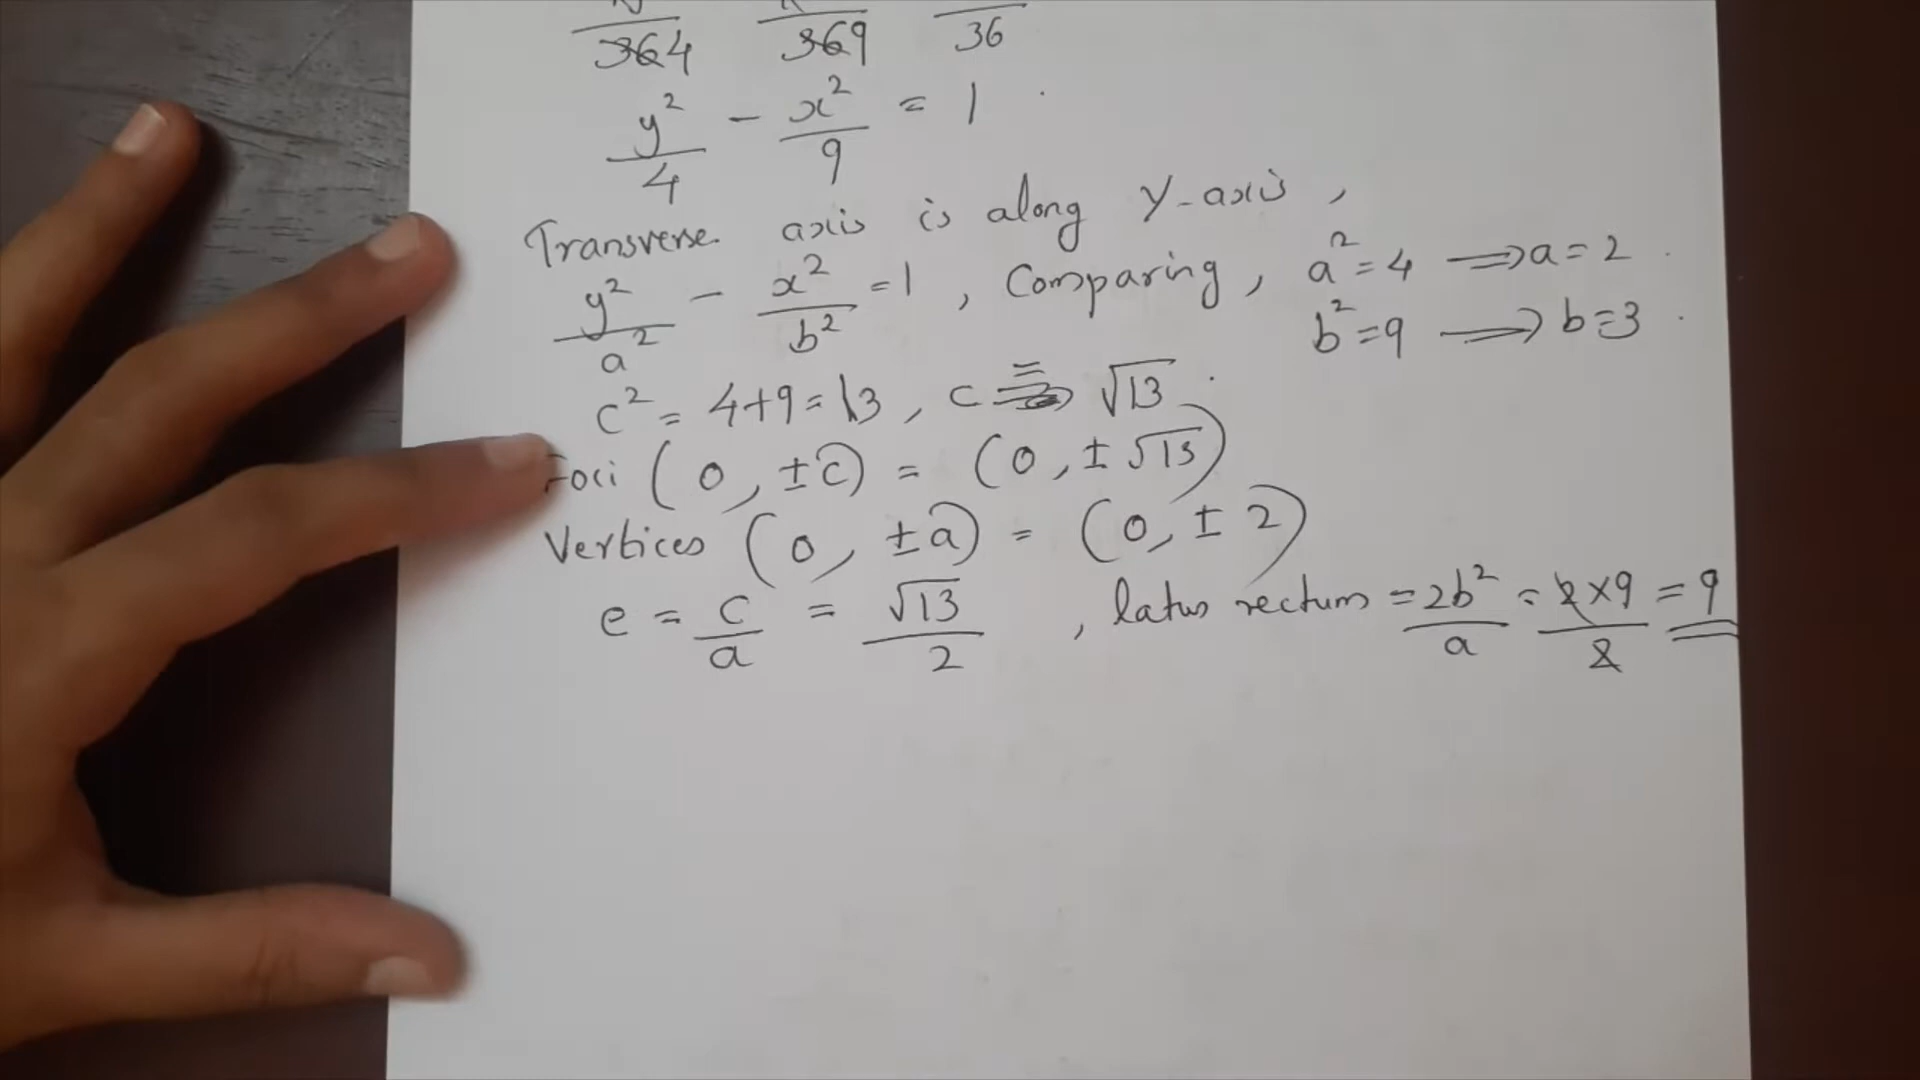 364 369 36
y²/4 - x²/9 = 1
Transverse axis is along Y-axis,
y²/a² - x²/b² = 1, Comparing, a² = 4 ⟹ a = 2
b² = 9 ⟹ b = 3
c² = 4+9 = 13, c = √13.
Foci (0, ±c) = (0, ±√13)
Vertices (0, ±a) = (0, ±2)
e = c/a = √13/2, latus rectum = 2b²/a = 2×9/2 = 9